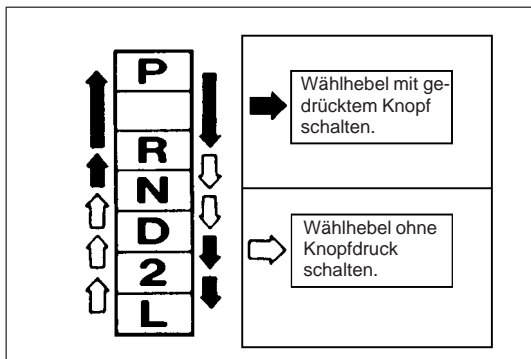 P
R
N
D
2
L
Wählhebel mit ge-
drücktem Knopf
schalten.
Wählhebel ohne
Knopfdruck
schalten.